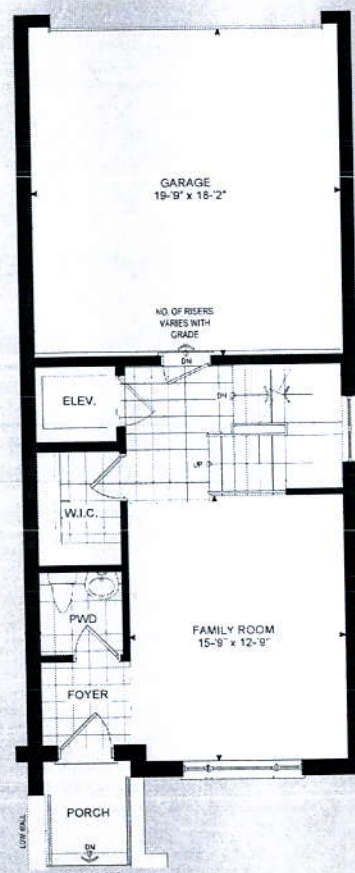 GARAGE
19'-9" x 18'-2"
NO. OF RISERS
VARIES WITH
GRADE
DN
ELEV.
DN
UP
W.I.C.
PWD
FAMILY ROOM
15'-9" x 12'-9"
FOYER
PORCH
LOW WALL
DN